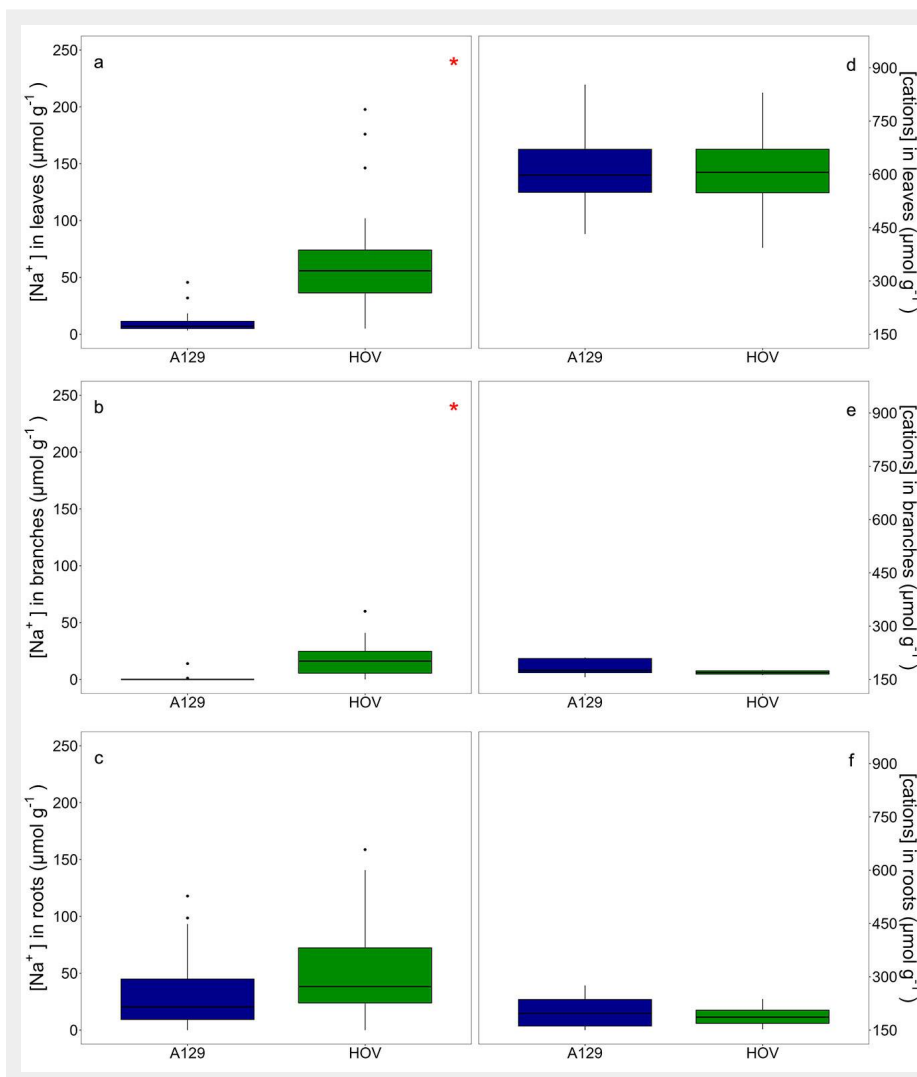 250
200
150
100
50
0
[Na⁺] in leaves (µmol g⁻¹ )
a
*
A129
HOV
d
900
750
600
450
300
150
[cations] in leaves (µmol g⁻¹ )
A129
HOV
250
200
150
100
50
0
[Na⁺] in branches (µmol g⁻¹ )
b
*
A129
HOV
e
900
750
600
450
300
150
[cations] in branches (µmol g⁻¹ )
A129
HOV
250
200
150
100
50
0
[Na⁺] in roots (µmol g⁻¹ )
c
A129
HOV
f
900
750
600
450
300
150
[cations] in roots (µmol g⁻¹ )
A129
HOV